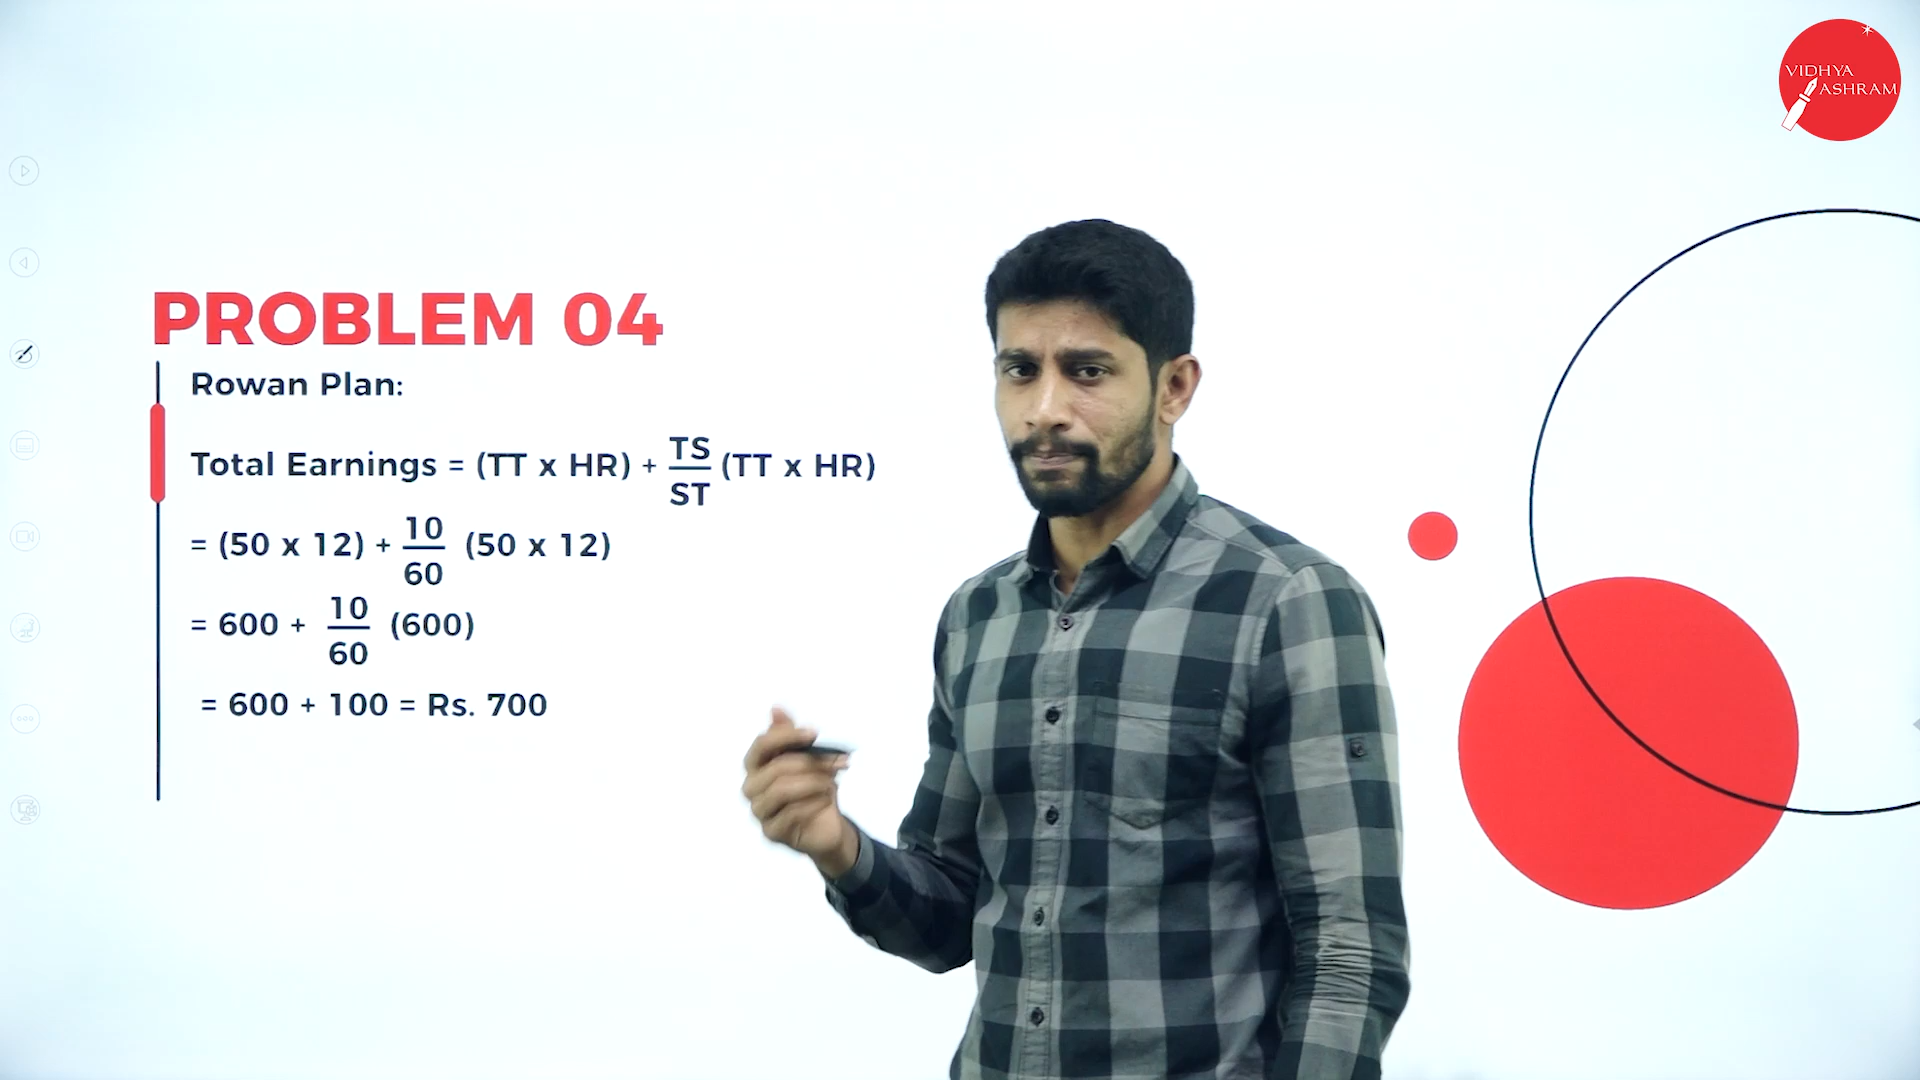 VIDHYA
ASHRAM
PROBLEM 04
Rowan Plan:
Total Earnings = (TT x HR) + TS/ST (TT x HR)
= (50 x 12) + 10/60 (50 x 12)
= 600 + 10/60 (600)
= 600 + 100 = Rs. 700